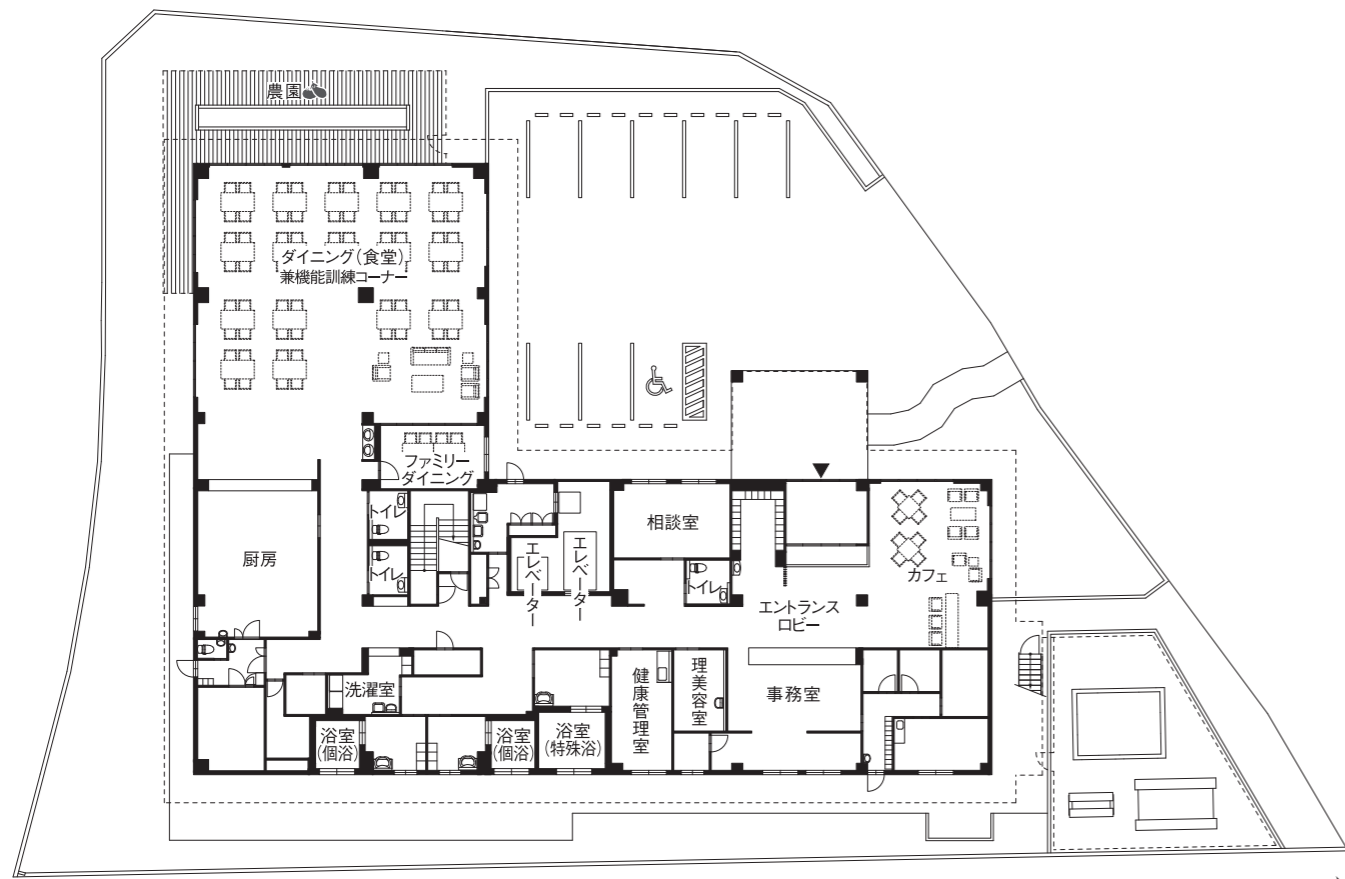 農園
ダイニング(食堂)
兼機能訓練コーナー
ファミリー
ダイニング
トイレ
トイレ
厨房
エレベーター
エレベーター
相談室
トイレ
カフェ
エントランス
ロビー
洗濯室
浴室
(個浴)
浴室
(個浴)
浴室
(特殊浴)
健康管理室
理美容室
事務室